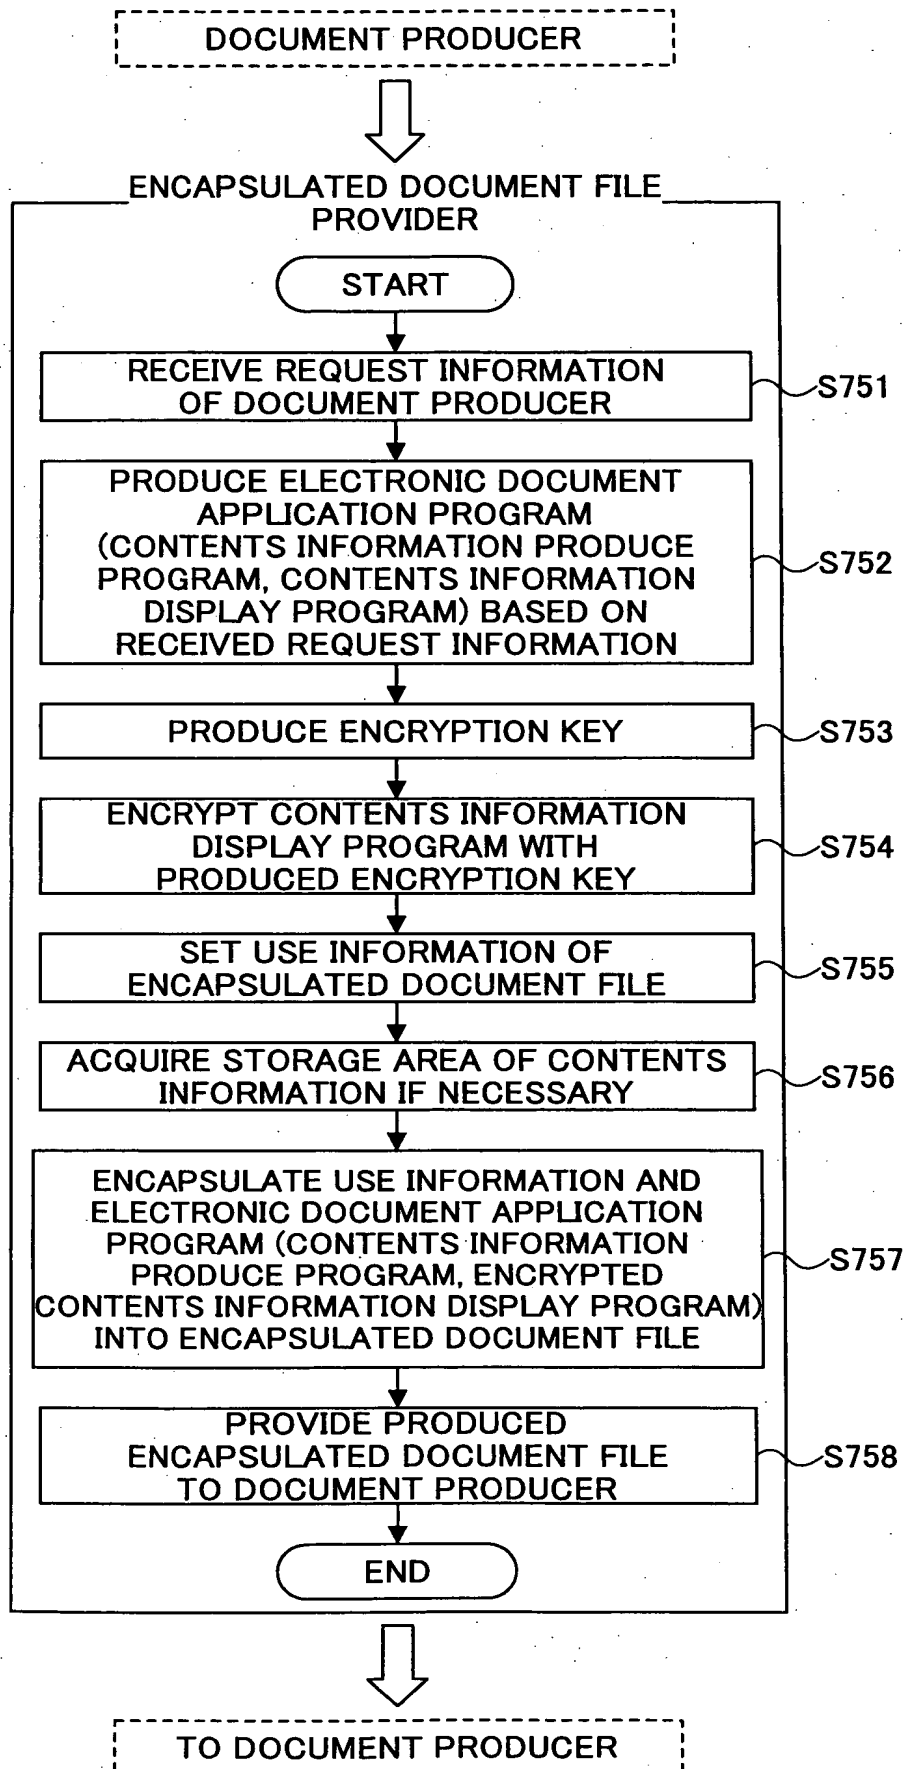 DOCUMENT PRODUCER
ENCAPSULATED DOCUMENT FILE
PROVIDER
START
RECEIVE REQUEST INFORMATION
OF DOCUMENT PRODUCER
S751
PRODUCE ELECTRONIC DOCUMENT
APPLICATION PROGRAM
(CONTENTS INFORMATION PRODUCE
PROGRAM, CONTENTS INFORMATION
DISPLAY PROGRAM) BASED ON
RECEIVED REQUEST INFORMATION
S752
PRODUCE ENCRYPTION KEY
S753
ENCRYPT CONTENTS INFORMATION
DISPLAY PROGRAM WITH
PRODUCED ENCRYPTION KEY
S754
SET USE INFORMATION OF
ENCAPSULATED DOCUMENT FILE
S755
ACQUIRE STORAGE AREA OF CONTENTS
INFORMATION IF NECESSARY
S756
ENCAPSULATE USE INFORMATION AND
ELECTRONIC DOCUMENT APPLICATION
PROGRAM (CONTENTS INFORMATION
PRODUCE PROGRAM, ENCRYPTED
CONTENTS INFORMATION DISPLAY PROGRAM)
INTO ENCAPSULATED DOCUMENT FILE
S757
PROVIDE PRODUCED
ENCAPSULATED DOCUMENT FILE
TO DOCUMENT PRODUCER
S758
END
TO DOCUMENT PRODUCER